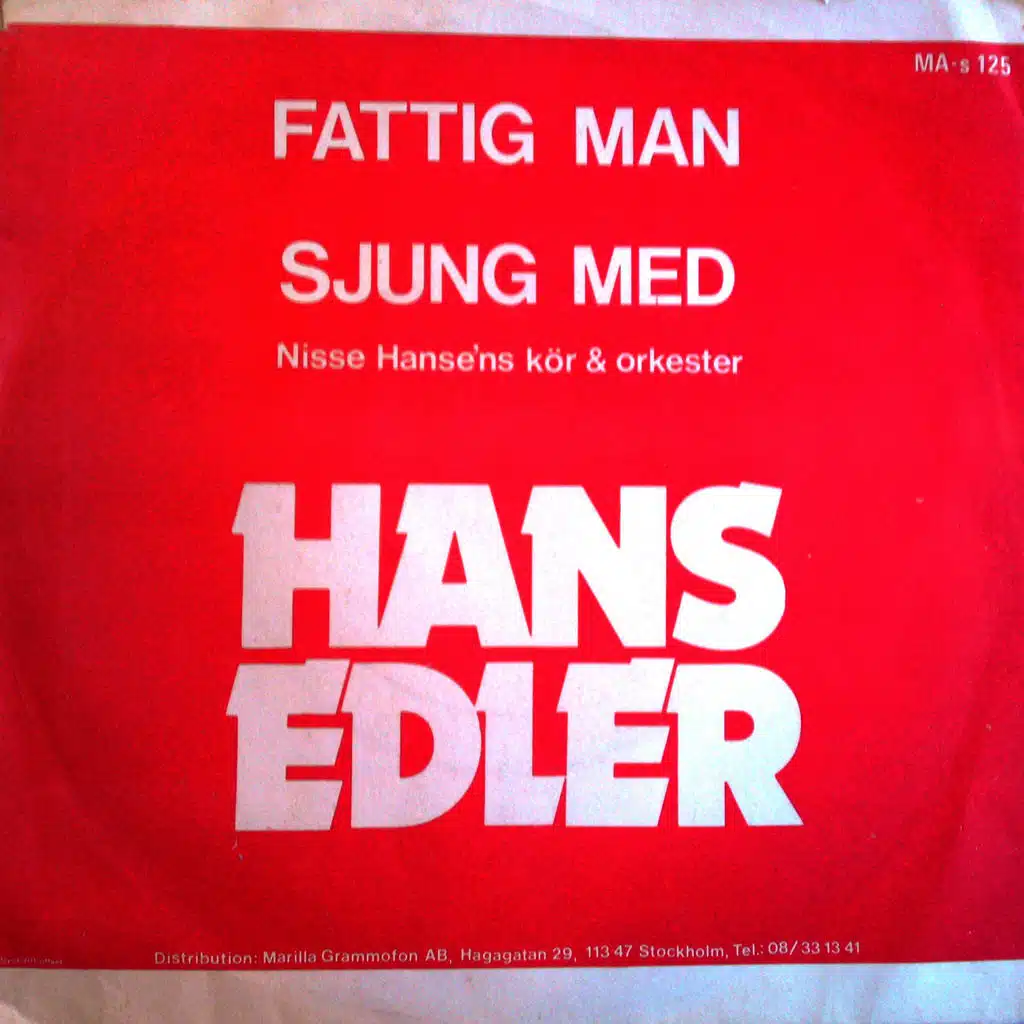 MA-s 125
FATTIG MAN
SJUNG MED
Nisse Hanse'ns kör & orkester
HANS
EDLER
Distribution: Marilla Grammofon AB, Hagagatan 29, 113 47 Stockholm, Tel.: 08/33 13 41